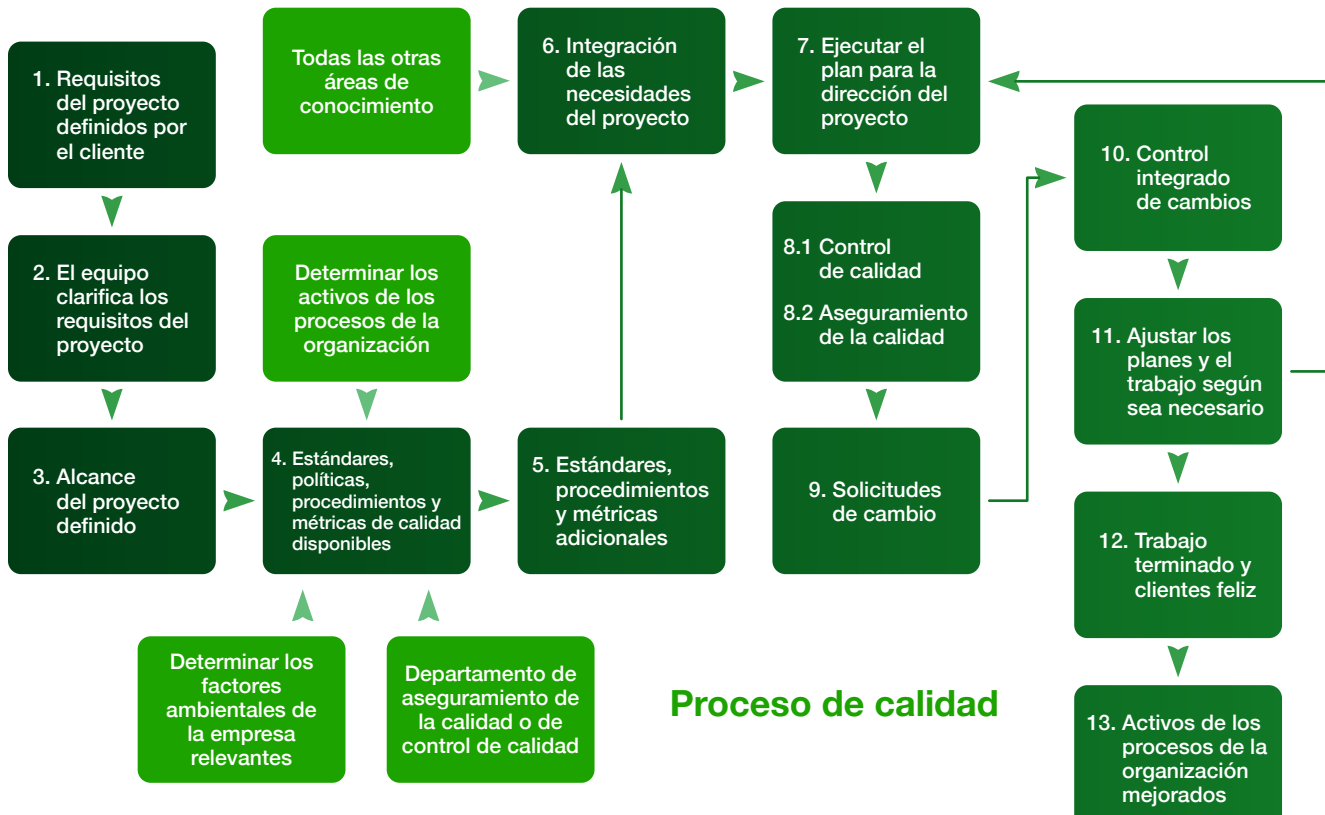 1. Requisitos
del proyecto
definidos por
el cliente
2. El equipo
clarifica los
requisitos del
proyecto
3. Alcance
del proyecto
definido
Todas las otras
áreas de
conocimiento
Determinar los
activos de los
procesos de la
organización
4. Estándares,
políticas,
procedimientos y
métricas de calidad
disponibles
Determinar los
factores
ambientales de
la empresa
relevantes
Departamento de
aseguramiento de
la calidad o de
control de calidad
5. Estándares,
procedimientos
y métricas
adicionales
6. Integración
de las
necesidades
del proyecto
7. Ejecutar el
plan para la
dirección del
proyecto
8.1 Control
de calidad
8.2 Aseguramiento
de la calidad
9. Solicitudes
de cambio
10. Control
integrado
de cambios
11. Ajustar los
planes y el
trabajo según
sea necesario
12. Trabajo
terminado y
clientes feliz
13. Activos de los
procesos de la
organización
mejorados
Proceso de calidad